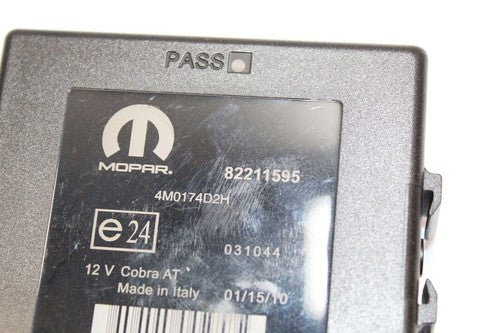 PASS
MOPAR.
82211595
4M0174D2H
e24
031044
12 V Cobra AT
Made in Italy 01/15/10